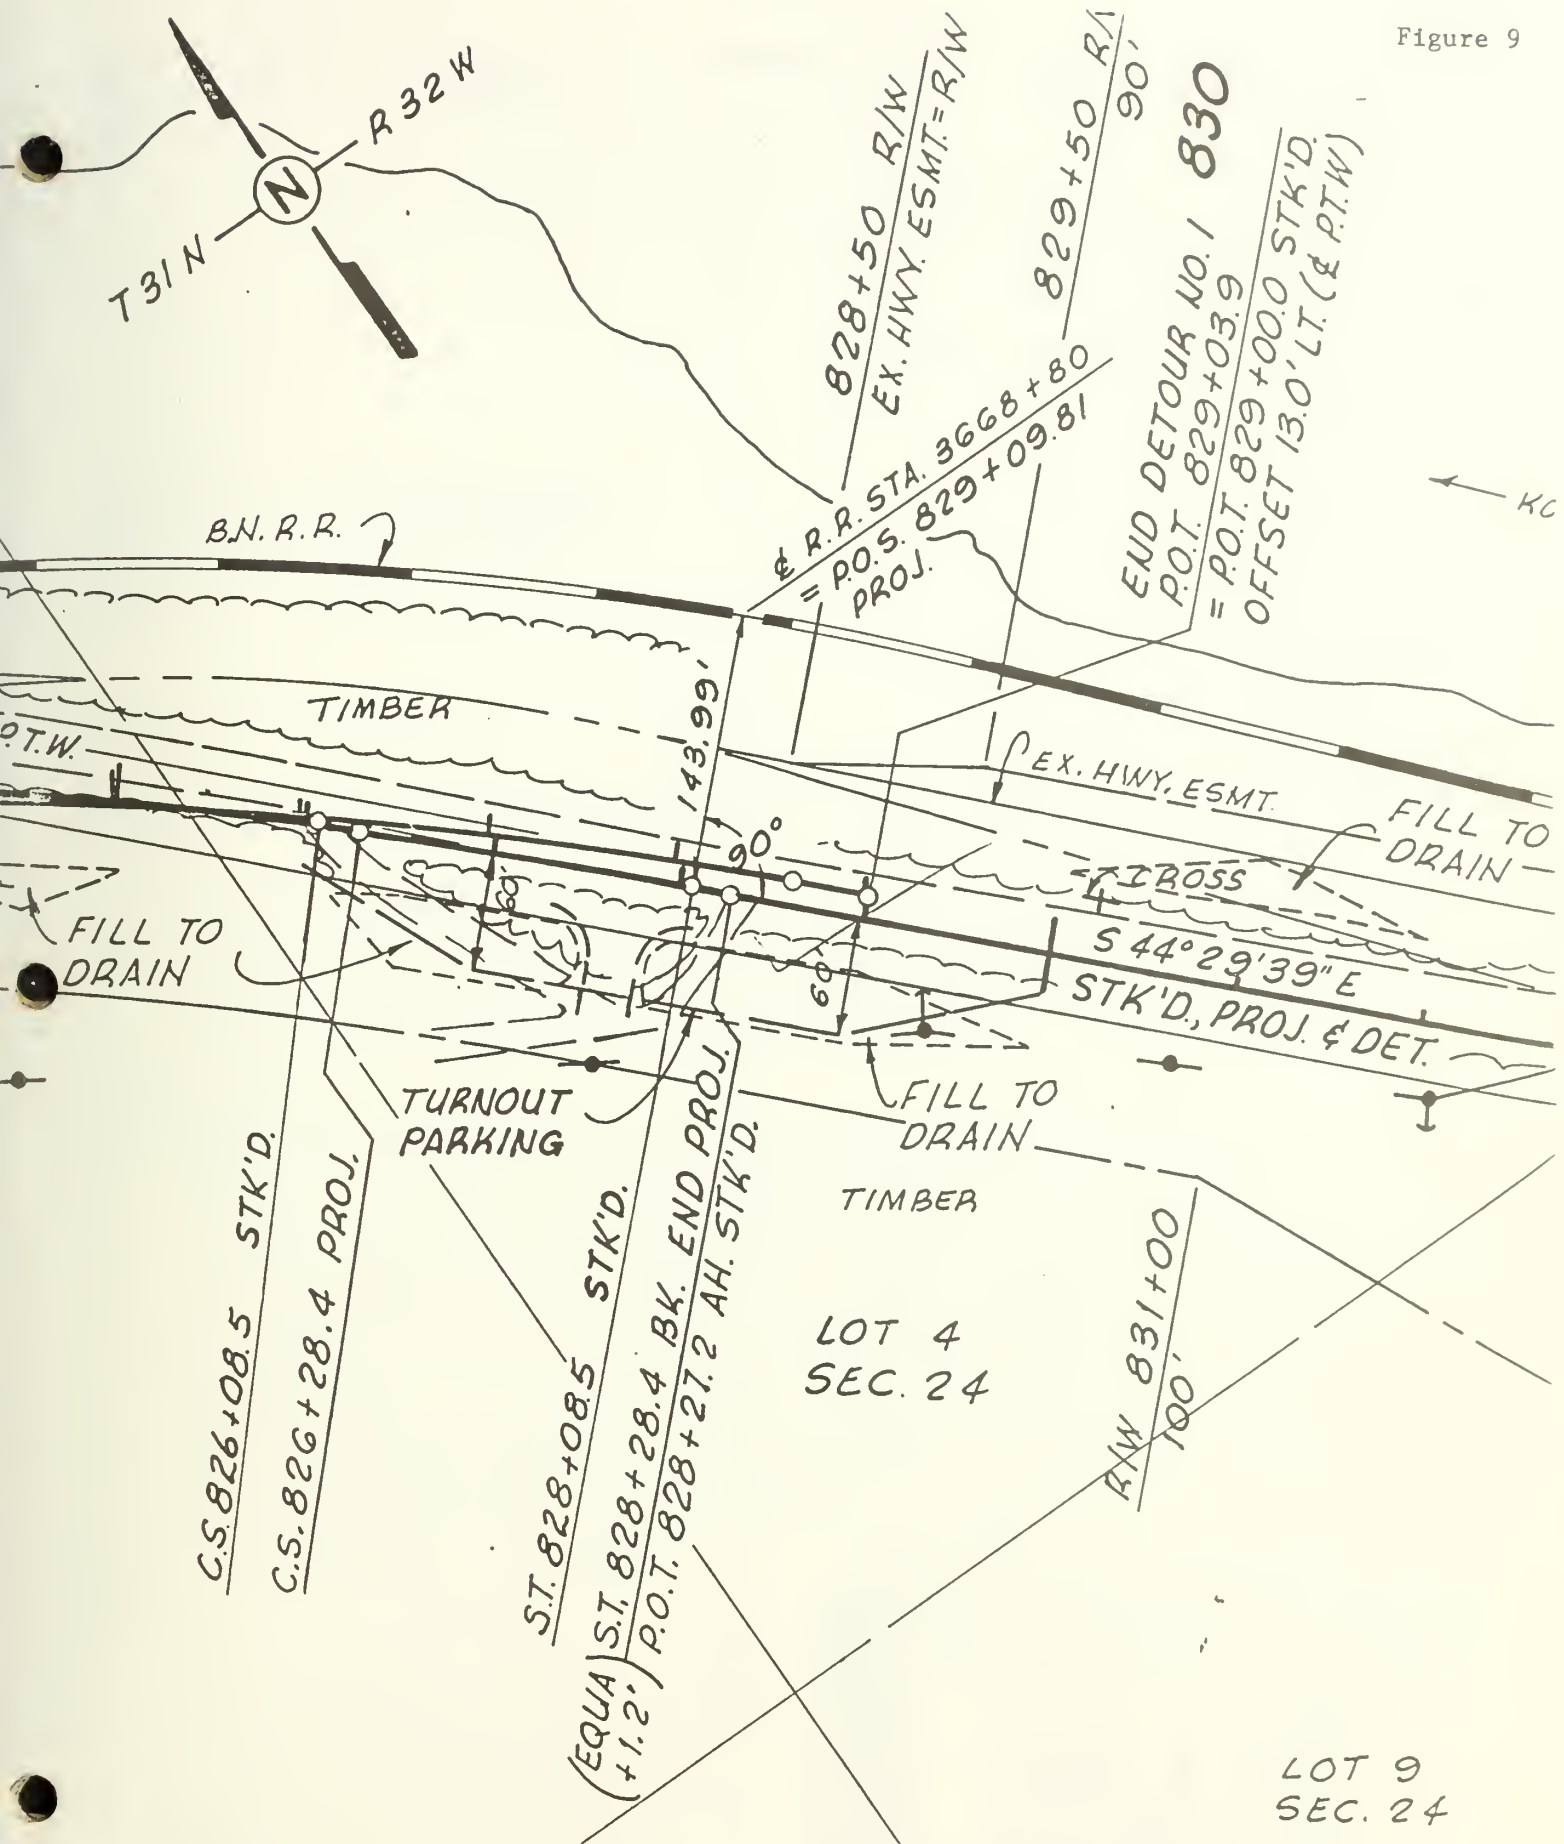 Figure 9
R 32 W
N
T 31 N
828+50 R/W
EX. HWY. ESMT.= R/W
829+50
90'
END DETOUR NO. 1 830
P.O.T. 829+03.9
= P.O.T. 829+00.0 STK'D.
OFFSET 13.0' LT. (℄ P.T.W)
℄ R.R. STA. 3668+80
= P.O.S. 829+09.81
PROJ.
B.N. R.R.
TIMBER
P.T.W.
143.99'
90°
EX. HWY. ESMT.
FILL TO
DRAIN
60'
60'
S 44° 29' 39" E
STK'D., PROJ. & DET.
FILL TO
DRAIN
TURNOUT
PARKING
FILL TO
DRAIN
TIMBER
C.S. 826+08.5 STK'D.
C.S. 826+28.4 PROJ.
S.T. 828+08.5 STK'D.
(EQUA) S.T. 828+28.4 BK. END PROJ.
(+1.2') P.O.T. 828+27.2 AH. STK'D.
LOT 4
SEC. 24
R/W 831+00
100'
LOT 9
SEC. 24